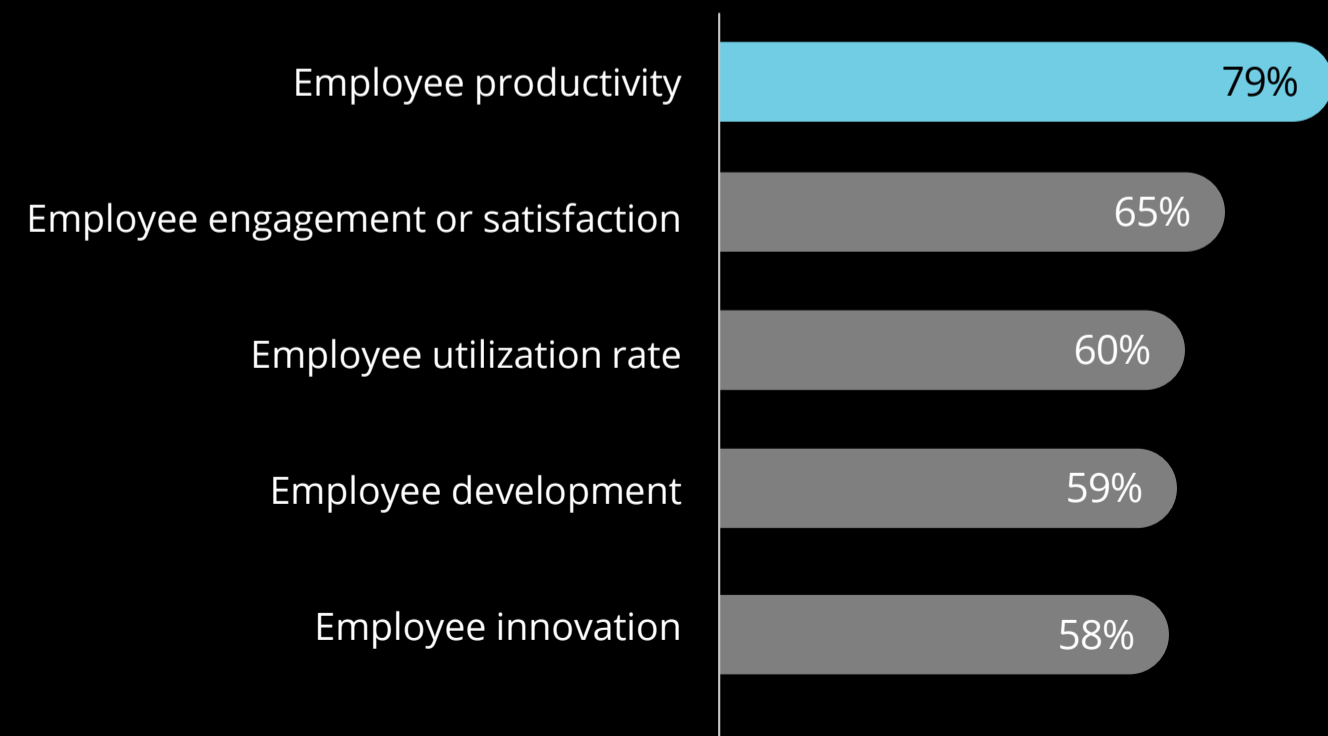 Employee productivity 79%
Employee engagement or satisfaction 65%
Employee utilization rate 60%
Employee development 59%
Employee innovation 58%